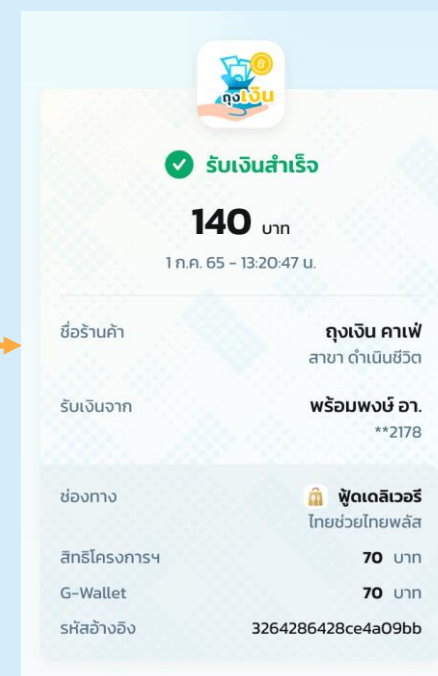 ถุงเงิน
รับเงินสำเร็จ
140 บาท
1 ก.ค. 65 - 13:20:47 น.
ชื่อร้านค้า ถุงเงิน คาเฟ่
สาขา ดำเนินชีวิต
รับเงินจาก พร้อมพงษ์ อา.
**2178
ช่องทาง ฟู้ดเดลิเวอรี
ไทยช่วยไทยพลัส
สิทธิโครงการฯ 70 บาท
G-Wallet 70 บาท
รหัสอ้างอิง 3264286428ce4a09bb